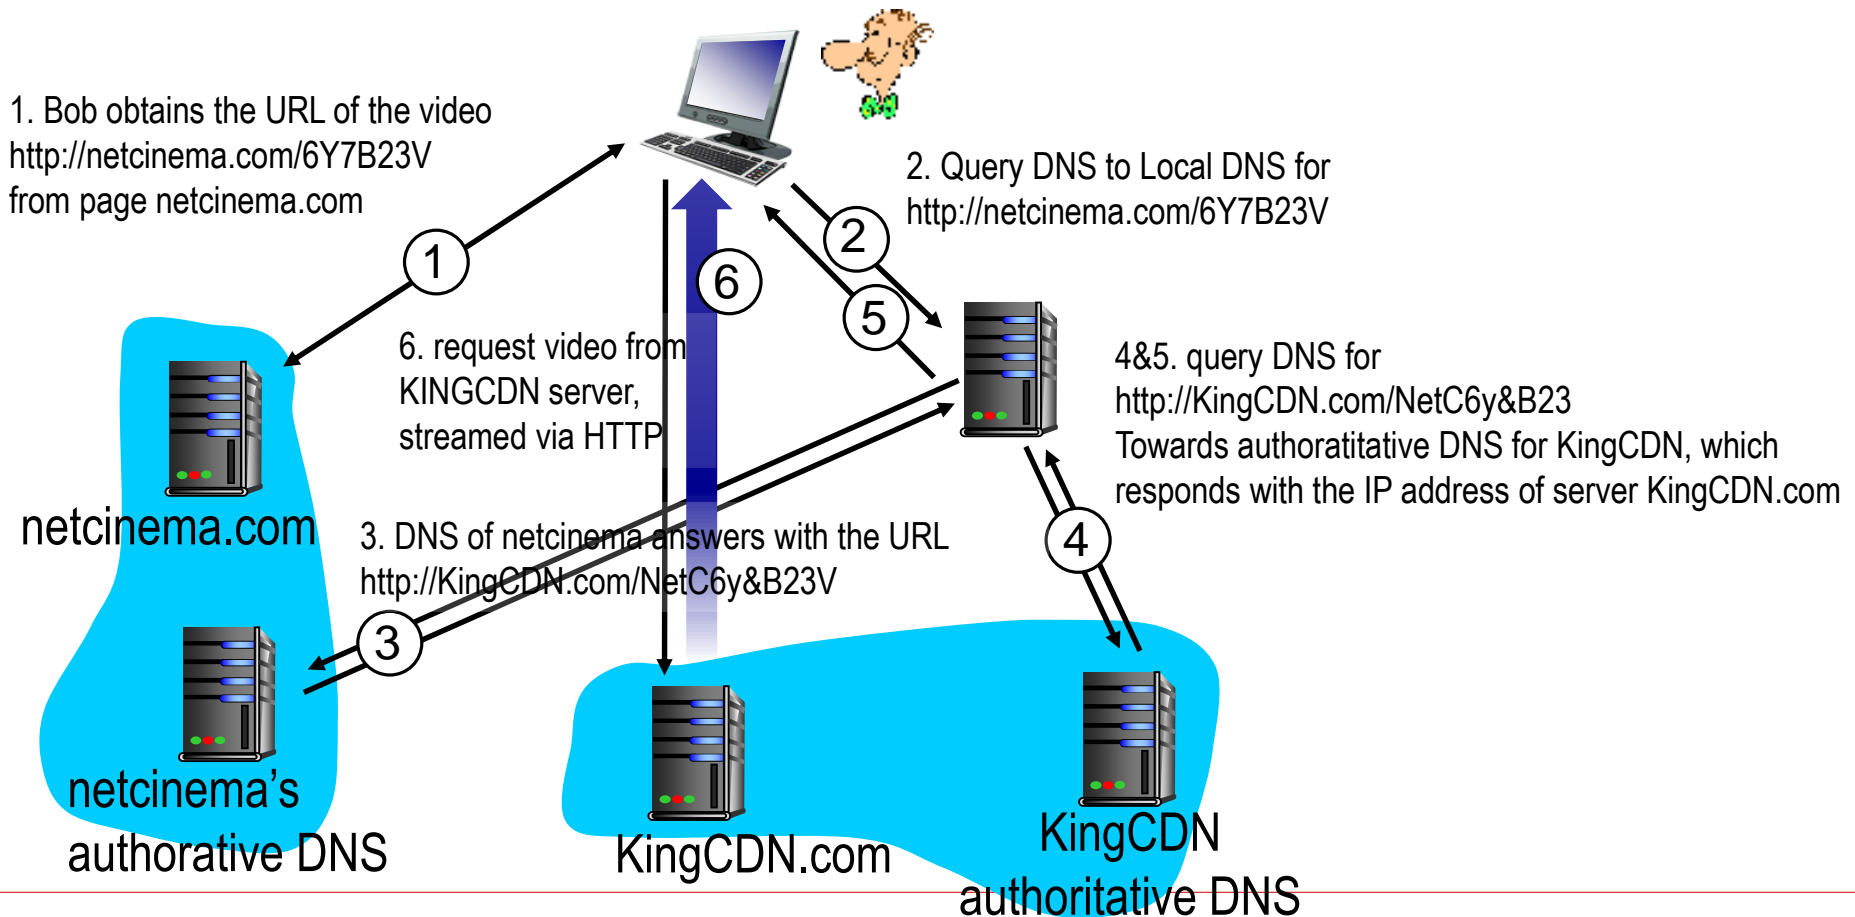 1. Bob obtains the URL of the video
http://netcinema.com/6Y7B23V
from page netcinema.com
2. Query DNS to Local DNS for
http://netcinema.com/6Y7B23V
1
2
6
5
6. request video from
KINGCDN server,
streamed via HTTP
4&5. query DNS for
http://KingCDN.com/NetC6y&B23
Towards authoratitative DNS for KingCDN, which
responds with the IP address of server KingCDN.com
netcinema.com
3. DNS of netcinema answers with the URL
http://KingCDN.com/NetC6y&B23V
4
3
netcinema's
authorative DNS
KingCDN.com
KingCDN
authoritative DNS